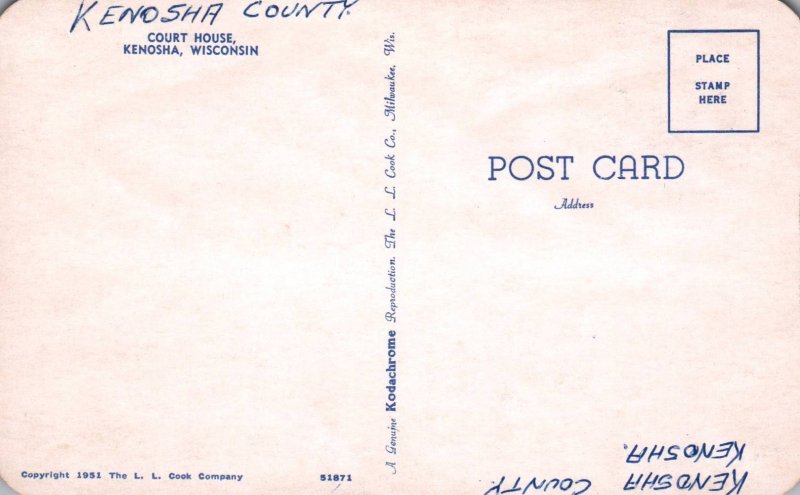 KENOSHA COUNTY
COURT HOUSE,
KENOSHA, WISCONSIN
A Genuine Kodachrome Reproduction. The L. L. Cook Co., Milwaukee, Wis.
PLACE
STAMP
HERE
POST CARD
Address
Copyright 1951 The L. L. Cook Company
51871
KENOSHA COUNTY
KENOSHA.